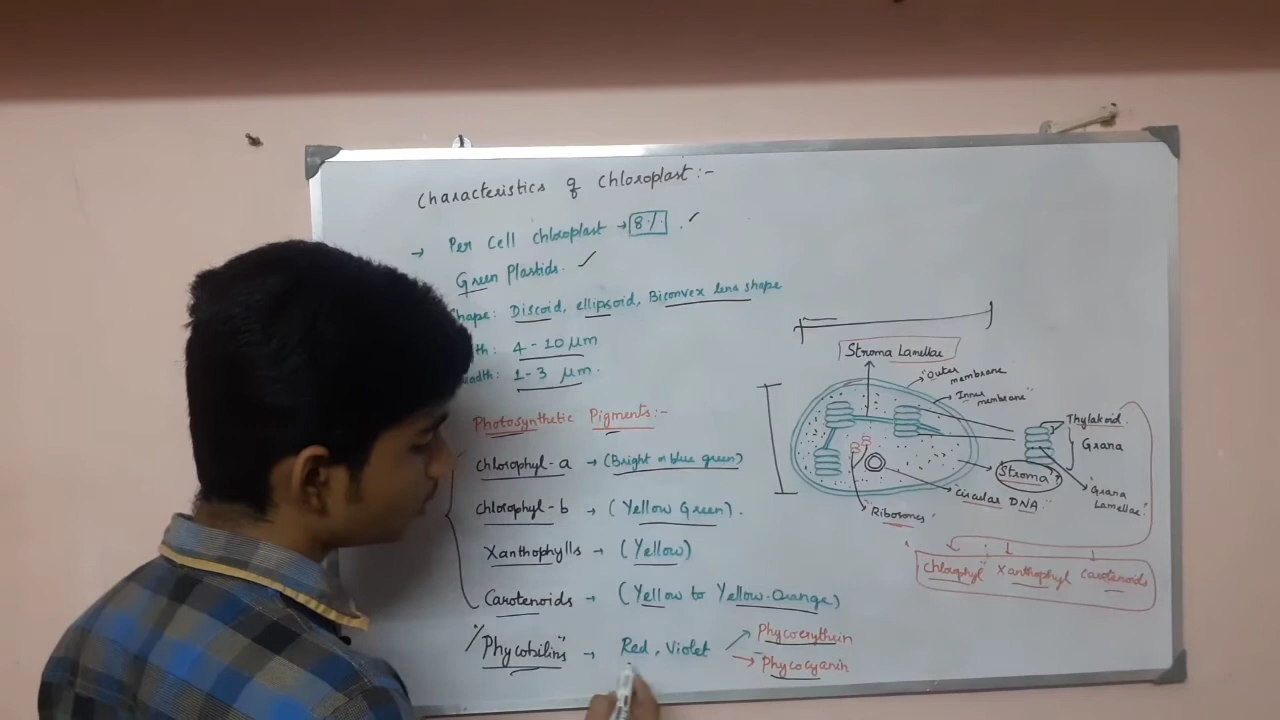 Characteristics of Chloroplast:-
→ Per Cell Chloroplast → 8%.
Green Plastids.
Shape: Discoid, ellipsoid, Biconvex lens shape
4-10 μm
1-3 μm.
Photosynthetic Pigments:-
chlorophyl-a → (Bright or blue green)
chlorophyl-b → (Yellow Green).
Xanthophylls → (Yellow)
Carotenoids → (Yellow to Yellow-Orange)
"Phycobilins" → Red, Violet
Phycoerythein
Phycocyanin
Stroma Lamellae
"Outer membrane
"Inner membrane"
Thylakoid
Grana
Stroma
"Grana Lamellae"
"Circular DNA"
"Ribosomes"
Chlorophyl" Xanthophyl Carotenoids